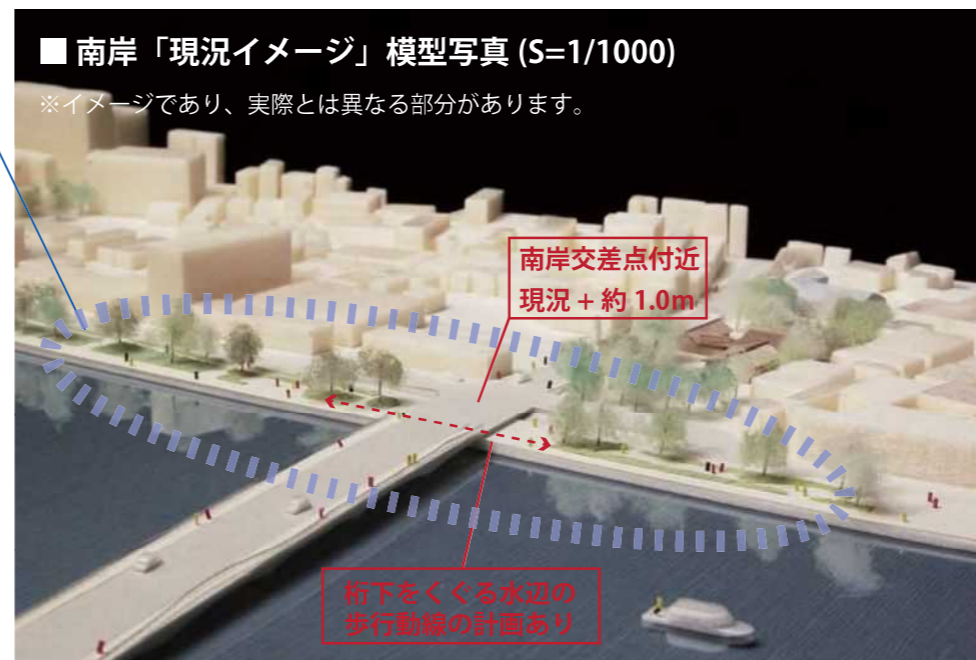 ■ 南岸「現況イメージ」模型写真 (S=1/1000)
※イメージであり、実際とは異なる部分があります。
南岸交差点付近
現況 + 約 1.0m
桁下をくぐる水辺の
歩行動線の計画あり